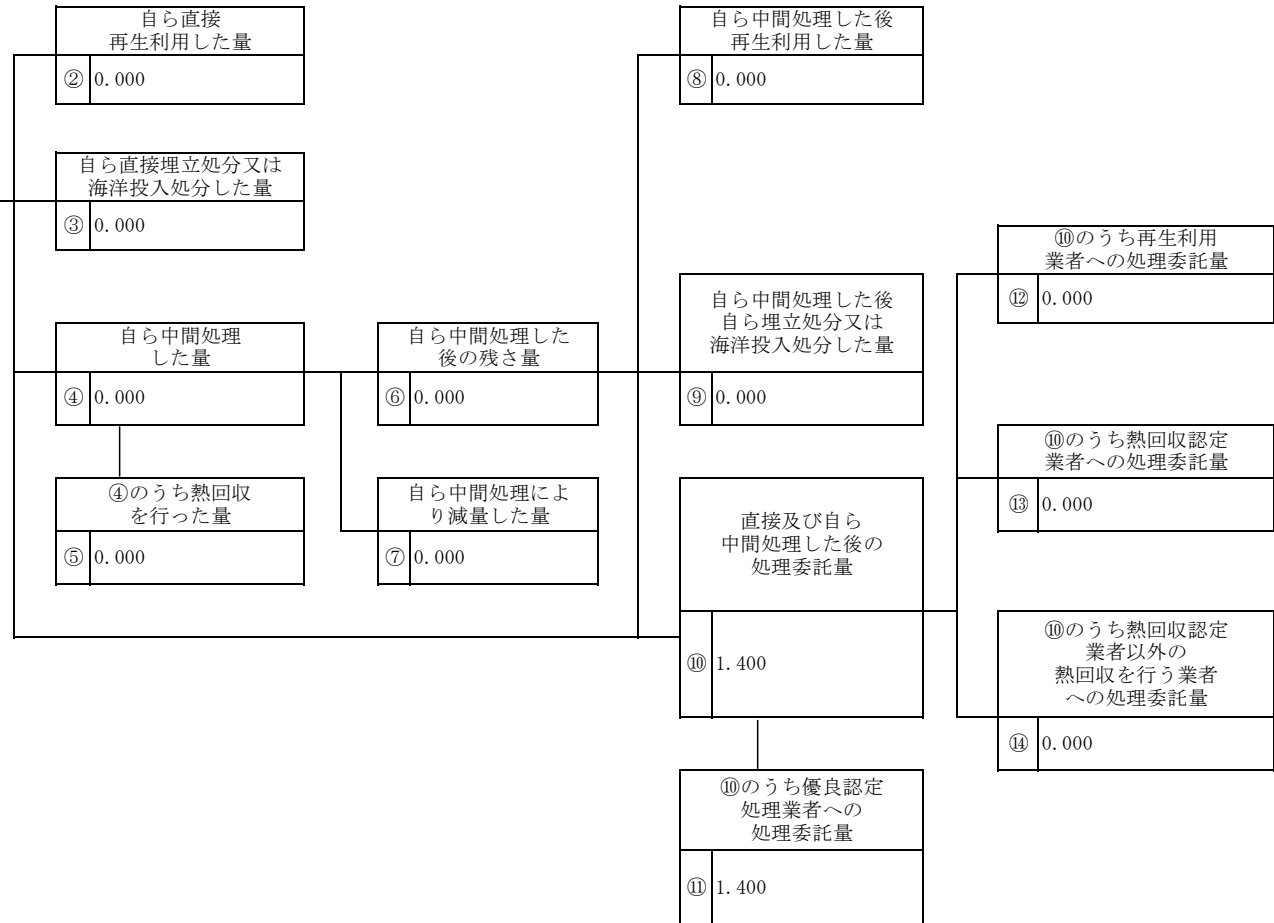 自ら直接
再生利用した量
② 0.000
自ら直接埋立処分又は
海洋投入処分した量
③ 0.000
自ら中間処理
した量
④ 0.000
④のうち熱回収
を行った量
⑤ 0.000
自ら中間処理した
後の残さ量
⑥ 0.000
自ら中間処理によ
り減量した量
⑦ 0.000
自ら中間処理した後
再生利用した量
⑧ 0.000
自ら中間処理した後
自ら埋立処分又は
海洋投入処分した量
⑨ 0.000
直接及び自ら
中間処理した後の
処理委託量
⑩ 1.400
⑩のうち優良認定
処理業者への
処理委託量
⑪ 1.400
⑩のうち再生利用
業者への処理委託量
⑫ 0.000
⑩のうち熱回収認定
業者への処理委託量
⑬ 0.000
⑩のうち熱回収認定
業者以外の
熱回収を行う業者
への処理委託量
⑭ 0.000